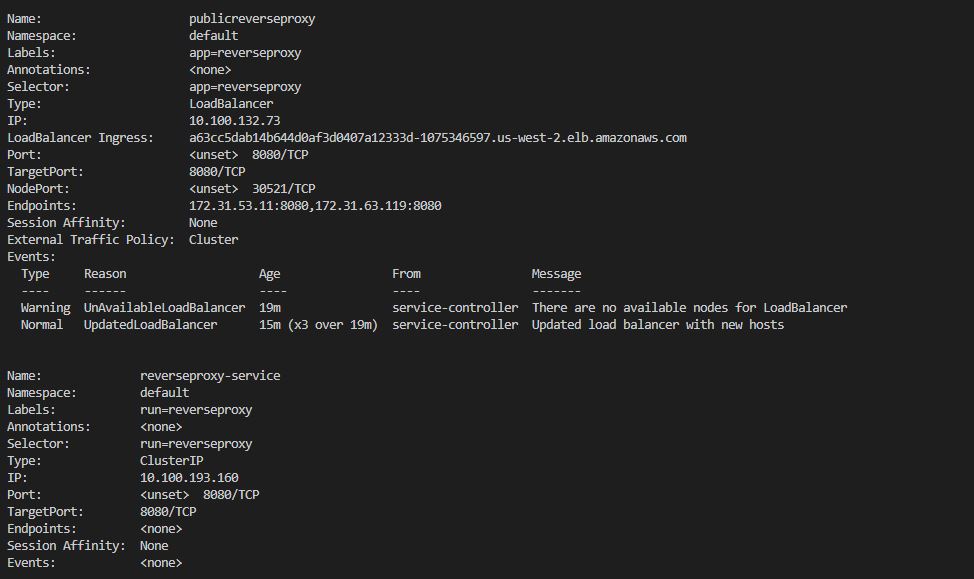 Name:                     publicreverseproxy
Namespace:                default
Labels:                   app=reverseproxy
Annotations:              <none>
Selector:                 app=reverseproxy
Type:                     LoadBalancer
IP:                       10.100.132.73
LoadBalancer Ingress:     a63cc5dab14b644d0af3d0407a12333d-1075346597.us-west-2.elb.amazonaws.com
Port:                     <unset>  8080/TCP
TargetPort:               8080/TCP
NodePort:                 <unset>  30521/TCP
Endpoints:                172.31.53.11:8080,172.31.63.119:8080
Session Affinity:         None
External Traffic Policy:  Cluster
Events:
  Type     Reason                   Age                From                Message
  ----     ------                   ----               ----                -------
  Warning  UnAvailableLoadBalancer  19m                service-controller  There are no available nodes for LoadBalancer
  Normal   UpdatedLoadBalancer      15m (x3 over 19m)  service-controller  Updated load balancer with new hosts
Name:              reverseproxy-service
Namespace:         default
Labels:            run=reverseproxy
Annotations:       <none>
Selector:          run=reverseproxy
Type:              ClusterIP
IP:                10.100.193.160
Port:              <unset>  8080/TCP
TargetPort:        8080/TCP
Endpoints:         <none>
Session Affinity:  None
Events:            <none>